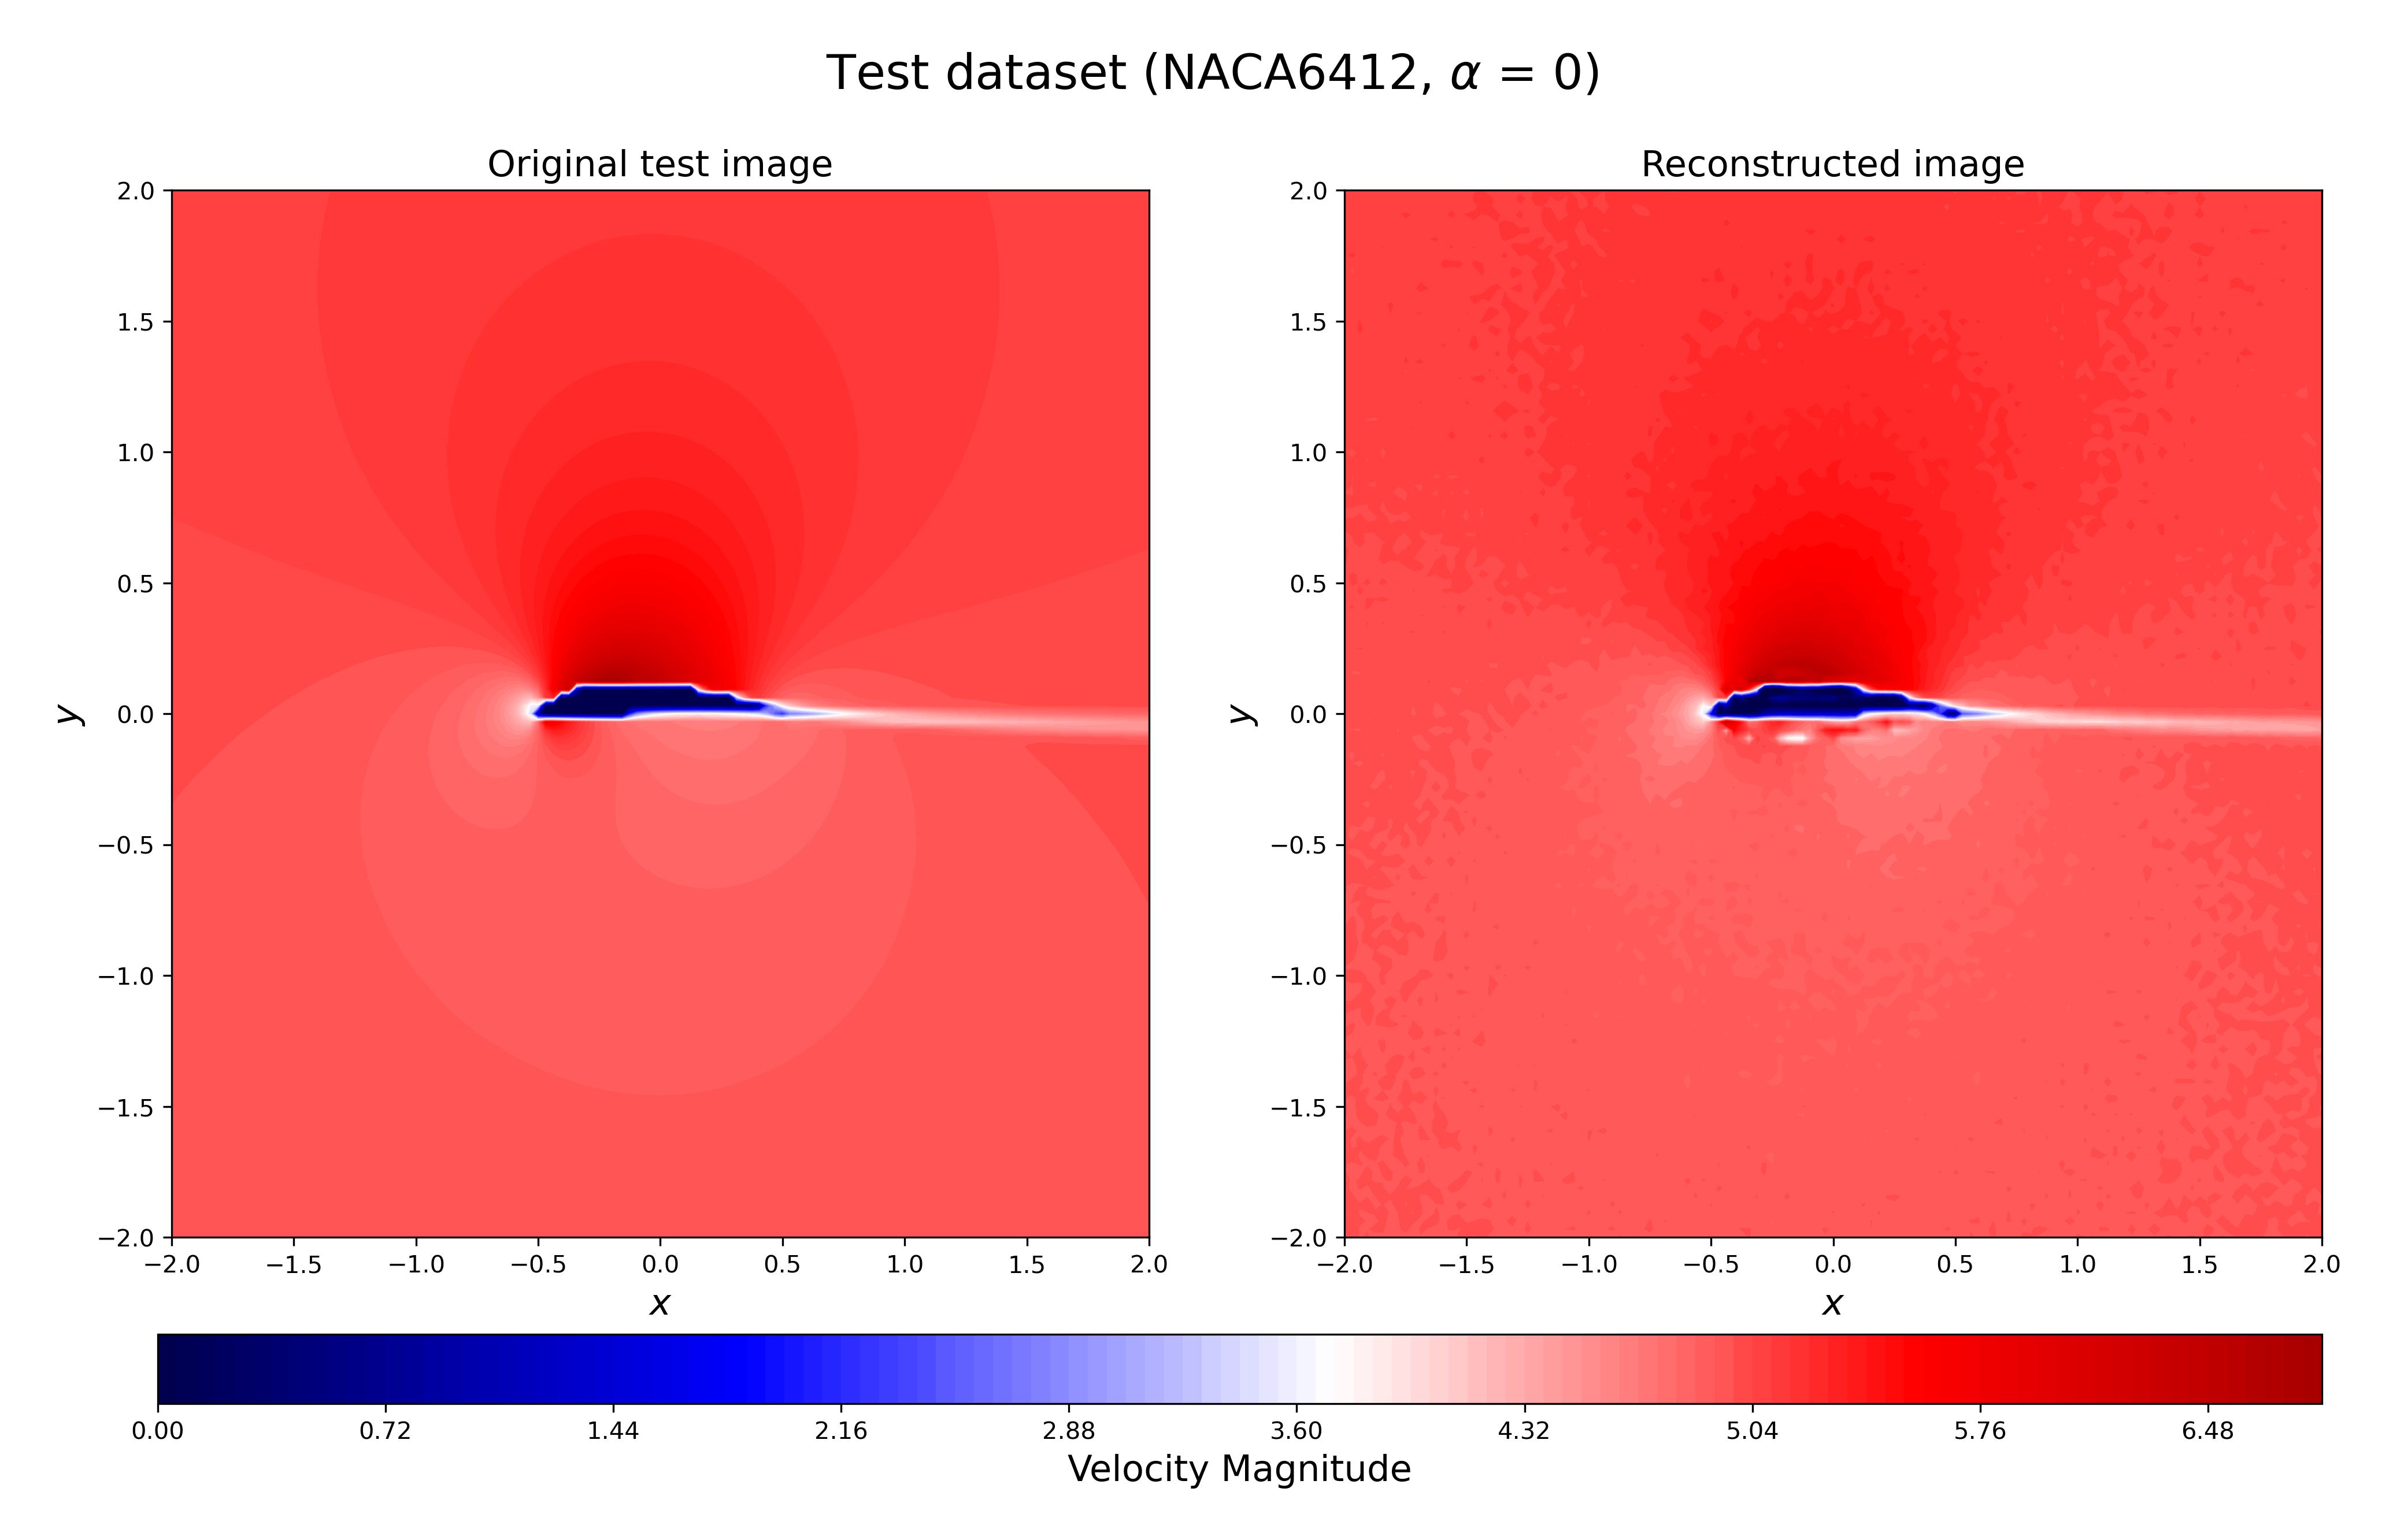 Test dataset (NACA6412, α = 0)
Original test image
Reconstructed image
2.0
1.5
1.0
0.5
0.0
−0.5
−1.0
−1.5
−2.0
y
−2.0 −1.5 −1.0 −0.5 0.0 0.5 1.0 1.5 2.0
x
2.0
1.5
1.0
0.5
0.0
−0.5
−1.0
−1.5
−2.0
y
−2.0 −1.5 −1.0 −0.5 0.0 0.5 1.0 1.5 2.0
x
0.00 0.72 1.44 2.16 2.88 3.60 4.32 5.04 5.76 6.48
Velocity Magnitude